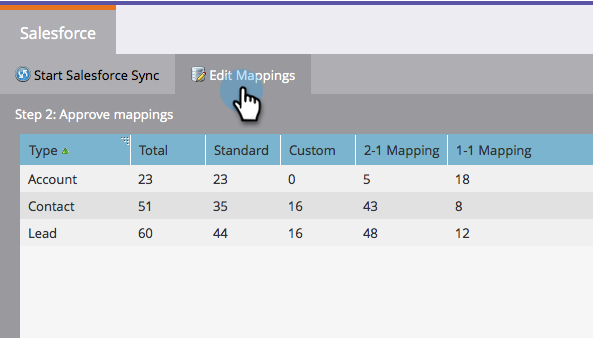 Salesforce
Start Salesforce Sync Edit Mappings
Step 2: Approve mappings
Type Total Standard Custom 2-1 Mapping 1-1 Mapping
Account 23 23 0 5 18
Contact 51 35 16 43 8
Lead 60 44 16 48 12